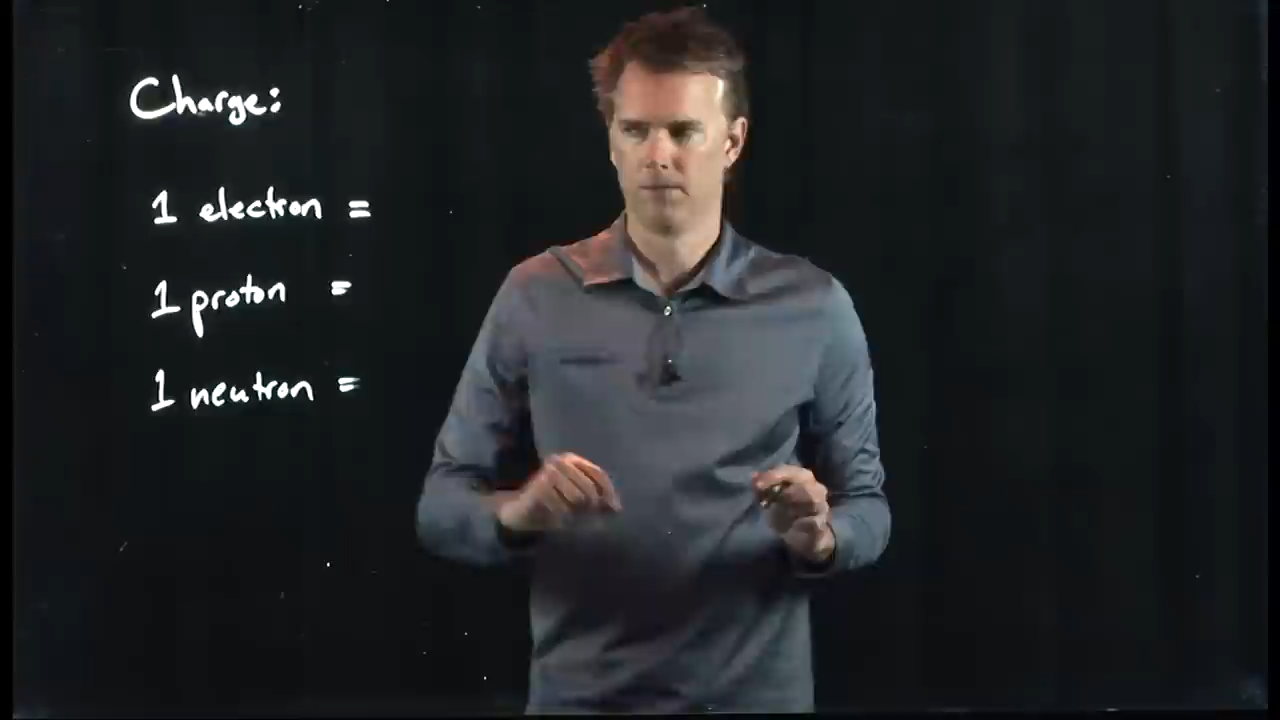 Charge:
1 electron =
1 proton =
1 neutron =